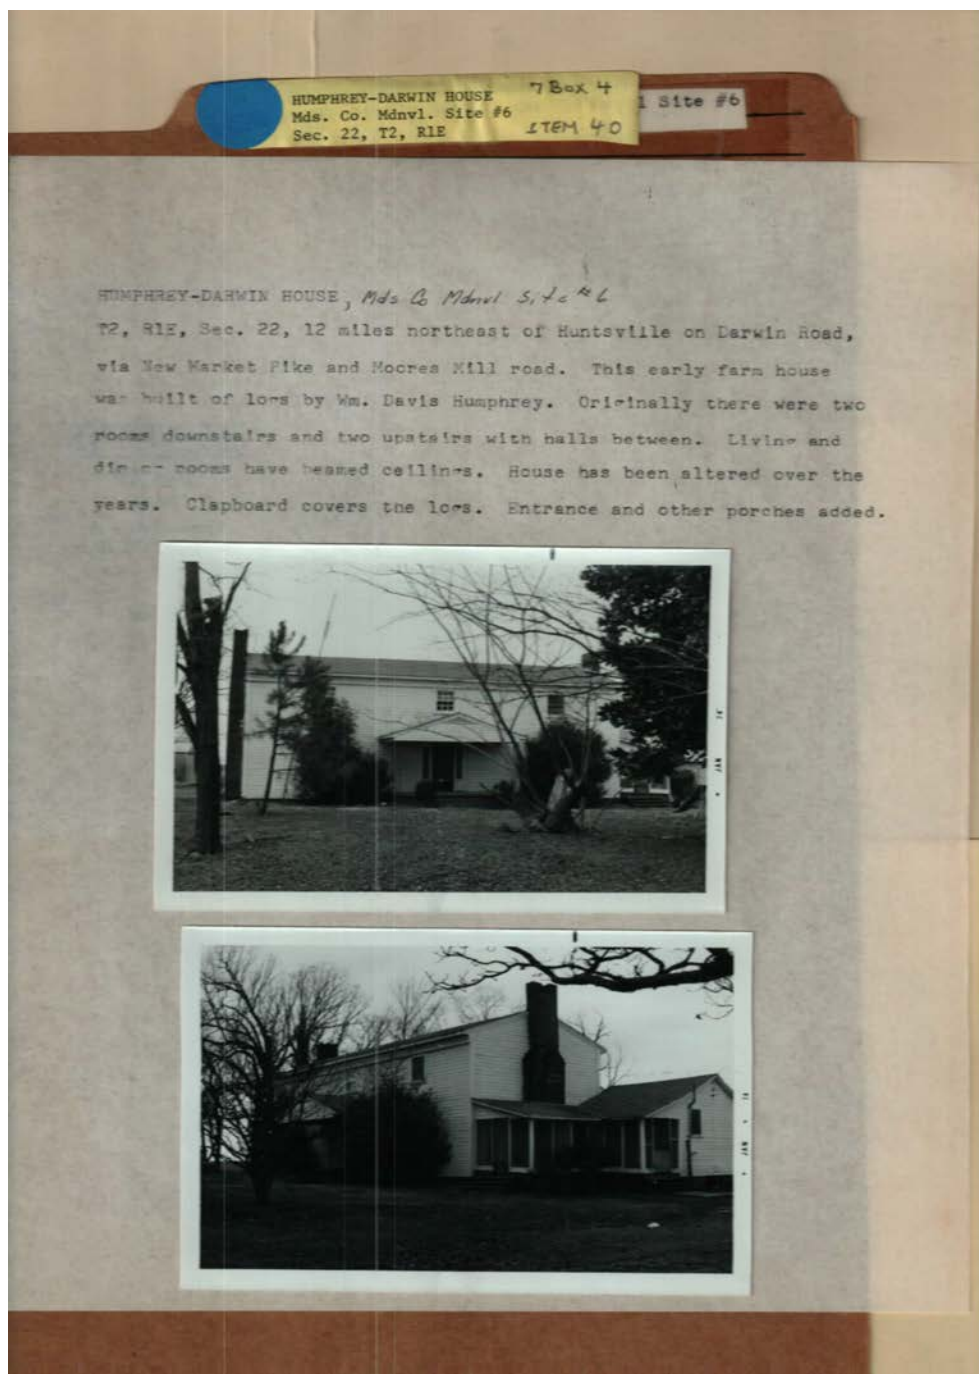 HUMPHREY-DARWIN HOUSE 7 Box 4
Mds. Co. Mdnvl. Site #6
Sec. 22, T2, R1E ITEM 40
l Site #6
HUMPHREY-DARWIN HOUSE, Mds Co Mdnvl Site #6
T2, R1E, Sec. 22, 12 miles northeast of Huntsville on Darwin Road,
via New Market Pike and Moores Mill road. This early farm house
was built of logs by Wm. Davis Humphrey. Originally there were two
rooms downstairs and two upstairs with halls between. Living and
dining rooms have beamed ceilings. House has been altered over the
years. Clapboard covers the logs. Entrance and other porches added.
JAN
JAN